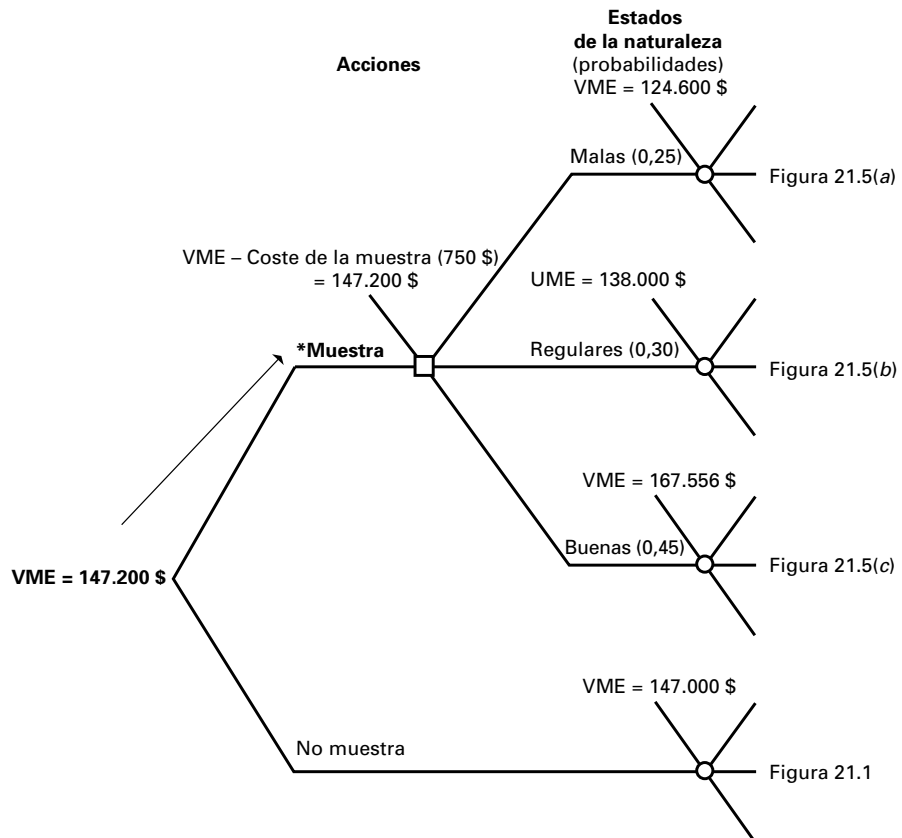 Estados
de la naturaleza
Acciones
(probabilidades)
VME = 124.600 $
Malas (0,25)
Figura 21.5(a)
VME – Coste de la muestra (750 $)
= 147.200 $
UME = 138.000 $
*Muestra
Regulares (0,30)
Figura 21.5(b)
VME = 167.556 $
Buenas (0,45)
Figura 21.5(c)
VME = 147.200 $
VME = 147.000 $
No muestra
Figura 21.1